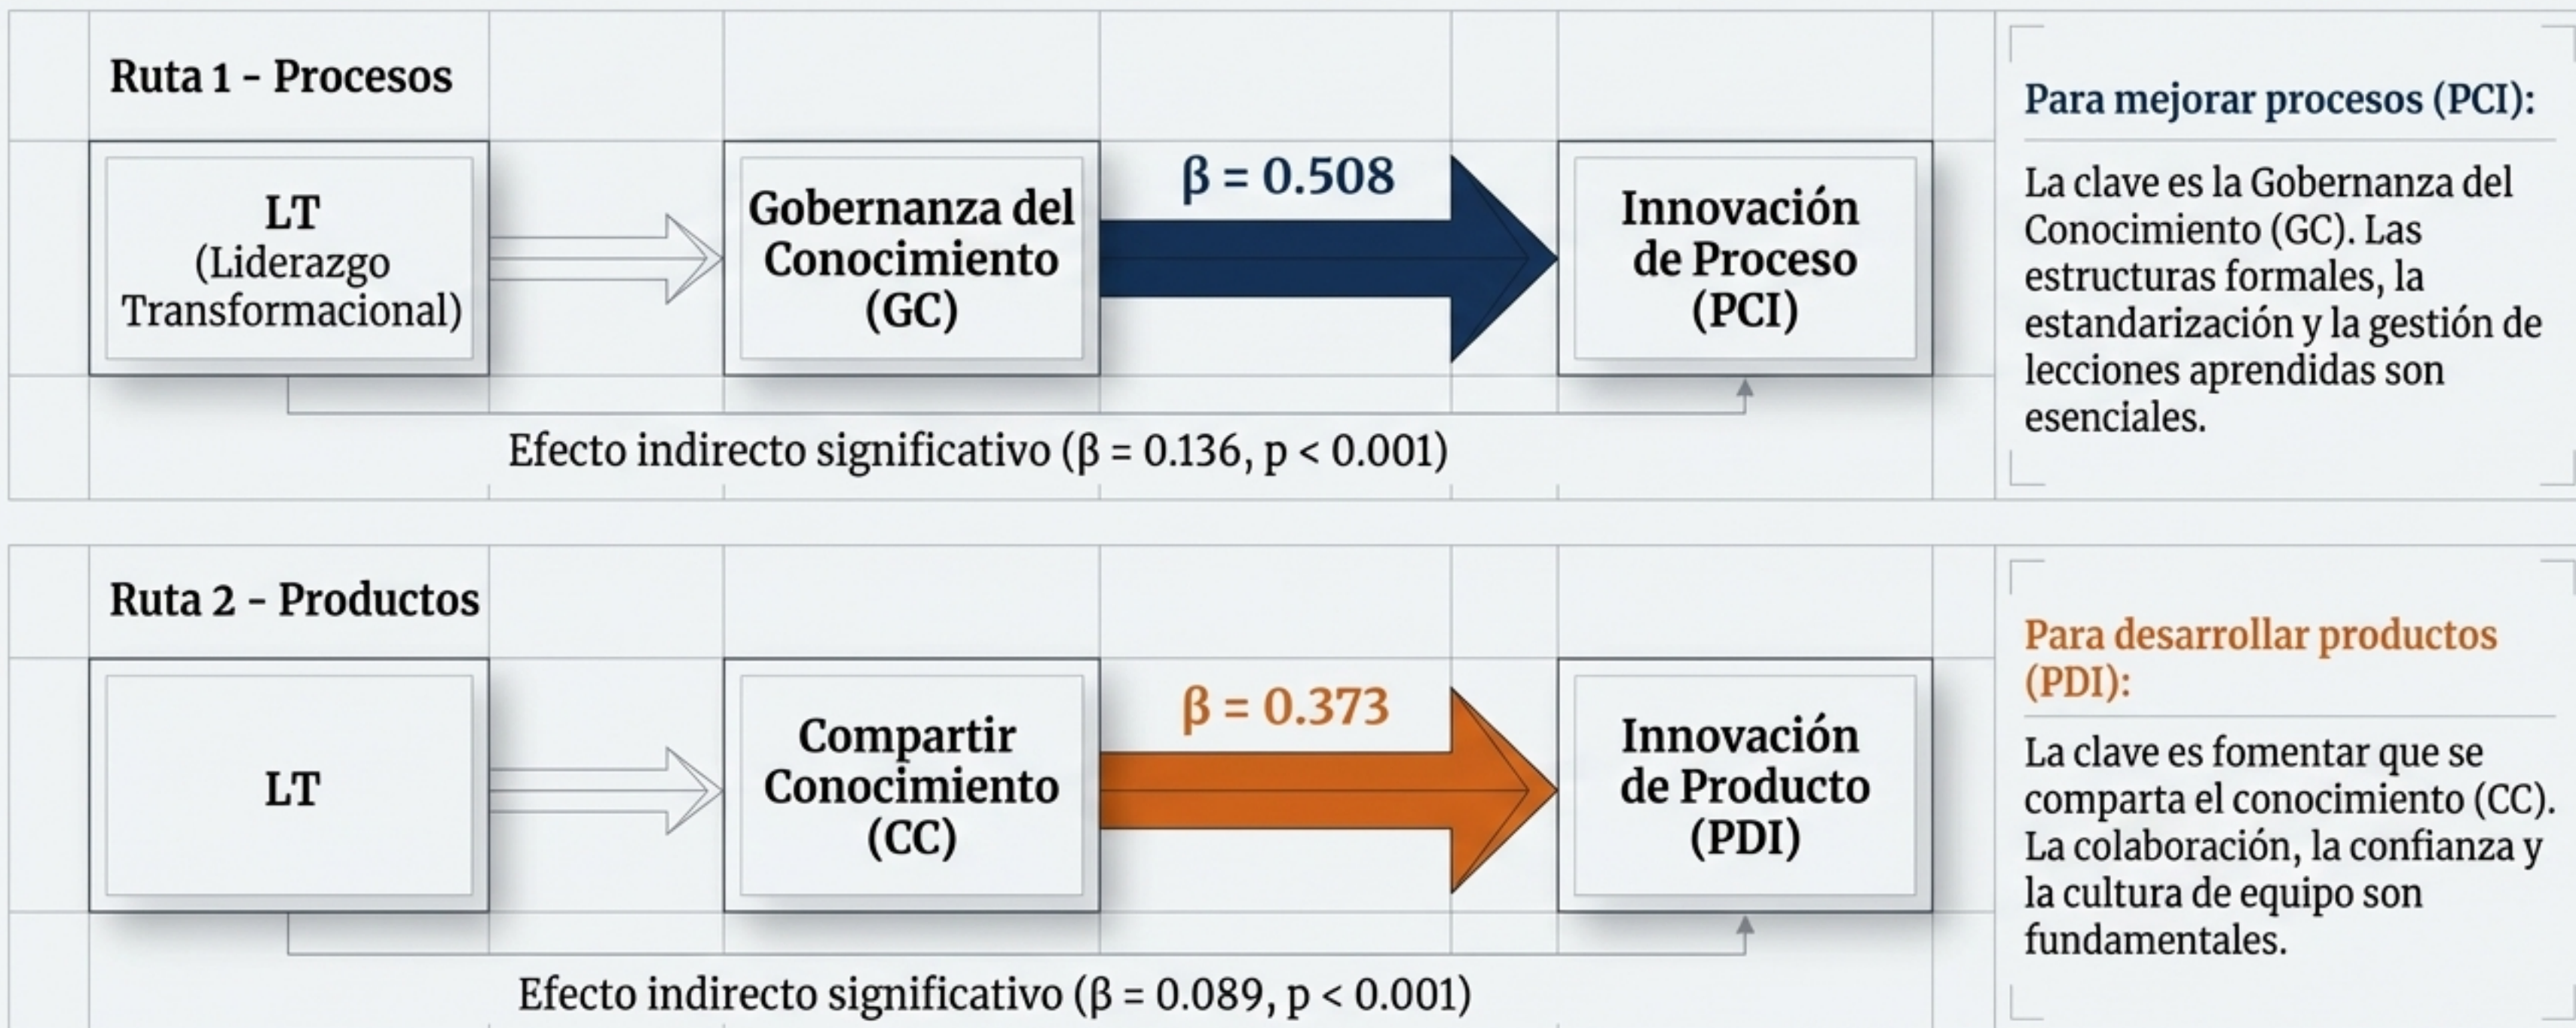 Ruta 1 - Procesos
LT
(Liderazgo
Transformacional)
Gobernanza del
Conocimiento
(GC)
β = 0.508
Innovación
de Proceso
(PCI)
Efecto indirecto significativo (β = 0.136, p < 0.001)
Para mejorar procesos (PCI):
La clave es la Gobernanza del
Conocimiento (GC). Las
estructuras formales, la
estandarización y la gestión de
lecciones aprendidas son
esenciales.
Ruta 2 - Productos
LT
Compartir
Conocimiento
(CC)
β = 0.373
Innovación
de Producto
(PDI)
Efecto indirecto significativo (β = 0.089, p < 0.001)
Para desarrollar productos
(PDI):
La clave es fomentar que se
comparta el conocimiento (CC).
La colaboración, la confianza y
la cultura de equipo son
fundamentales.